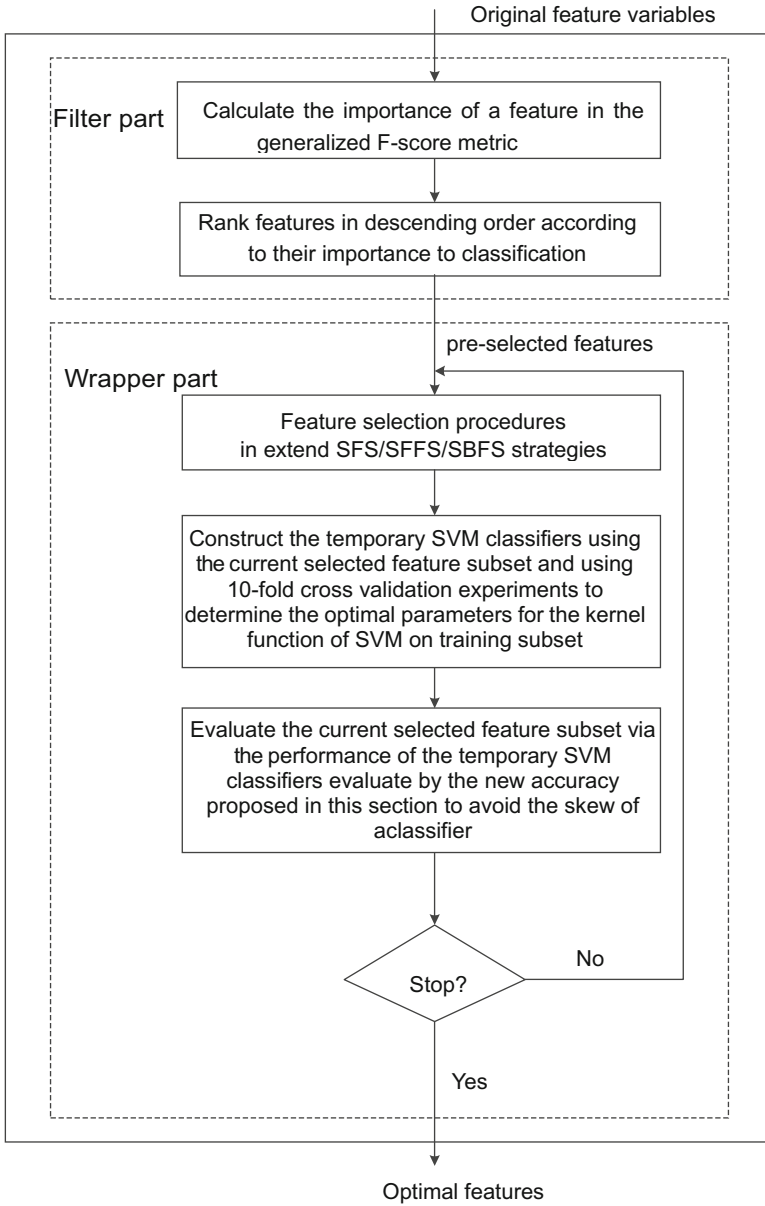 Original feature variables
Filter part
Calculate the importance of a feature in the
generalized F-score metric
Rank features in descending order according
to their importance to classification
pre-selected features
Wrapper part
Feature selection procedures
in extend SFS/SFFS/SBFS strategies
Construct the temporary SVM classifiers using
the current selected feature subset and using
10-fold cross validation experiments to
determine the optimal parameters for the kernel
function of SVM on training subset
Evaluate the current selected feature subset via
the performance of the temporary SVM
classifiers evaluate by the new accuracy
proposed in this section to avoid the skew of
aclassifier
Stop?
No
Yes
Optimal features